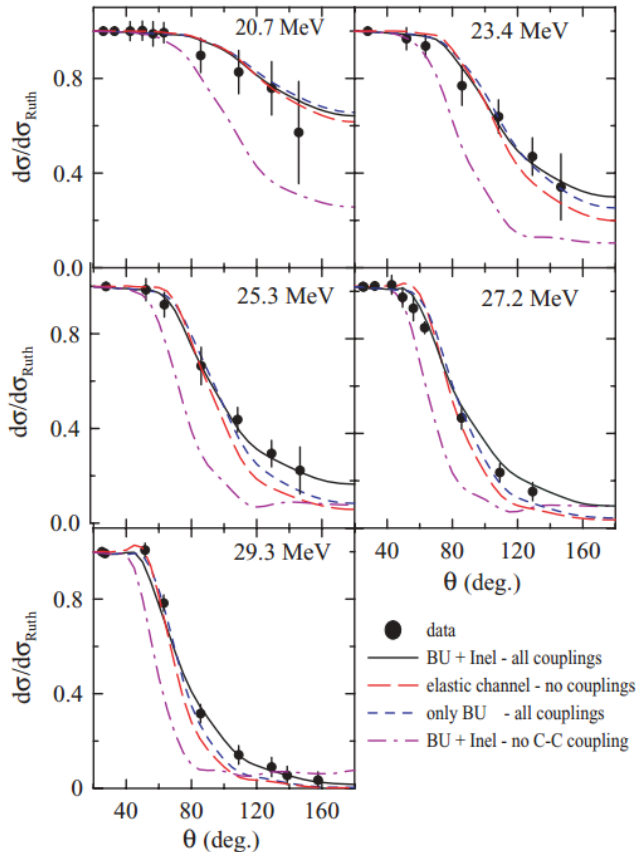 20.7 MeV
23.4 MeV
0.8
0.4
0.0
dσ/dσRuth
25.3 MeV
27.2 MeV
0.8
0.4
0.0
dσ/dσRuth
40 80 120 160
θ (deg.)
29.3 MeV
0.8
0.4
0
dσ/dσRuth
40 80 120 160
θ (deg.)
data
BU + Inel - all couplings
elastic channel - no couplings
only BU - all couplings
BU + Inel - no C-C coupling